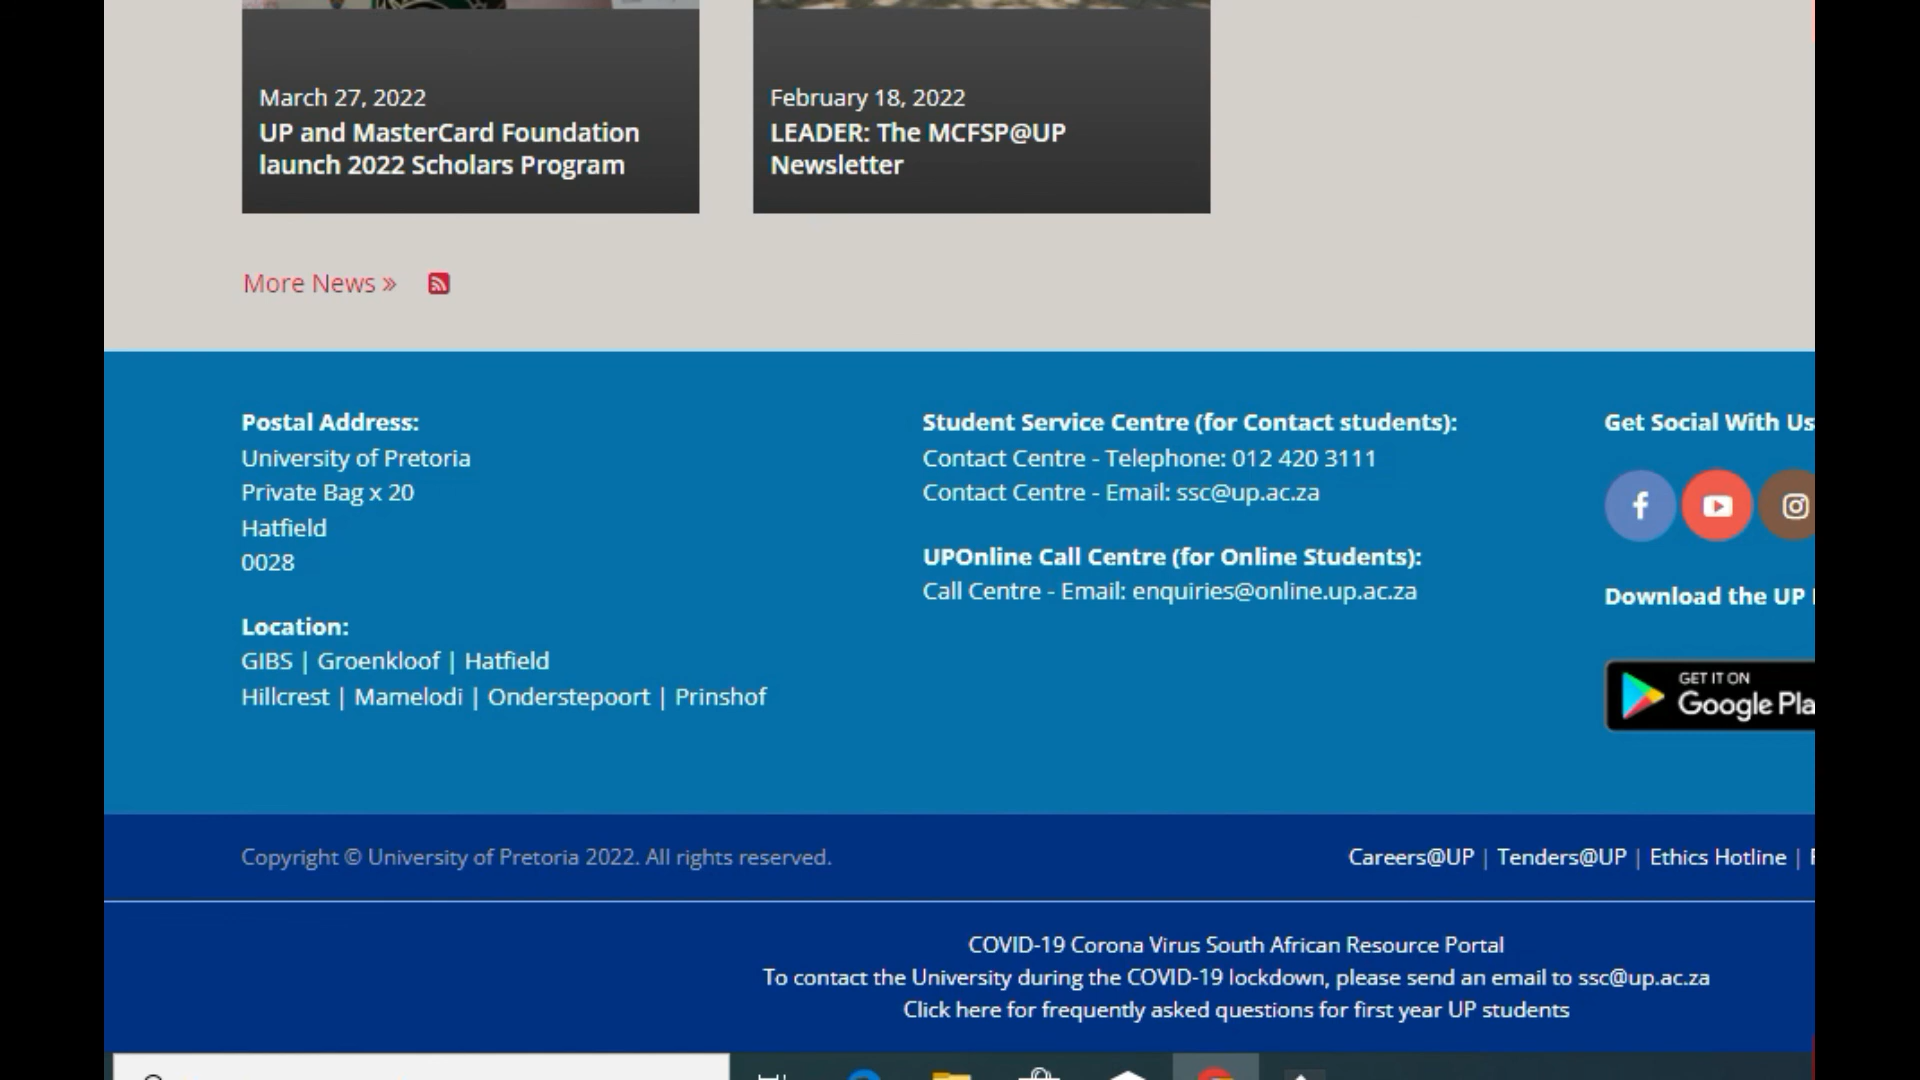 March 27, 2022
UP and MasterCard Foundation
launch 2022 Scholars Program
February 18, 2022
LEADER: The MCFSP@UP
Newsletter
More News »
Postal Address:
University of Pretoria
Private Bag x 20
Hatfield
0028
Location:
GIBS | Groenkloof | Hatfield
Hillcrest | Mamelodi | Onderstepoort | Prinshof
Student Service Centre (for Contact students):
Contact Centre - Telephone: 012 420 3111
Contact Centre - Email: ssc@up.ac.za
UPOnline Call Centre (for Online Students):
Call Centre - Email: enquiries@online.up.ac.za
Get Social With Us
Download the UP
GET IT ON
Google Pla
Copyright © University of Pretoria 2022. All rights reserved.
Careers@UP | Tenders@UP | Ethics Hotline |
COVID-19 Corona Virus South African Resource Portal
To contact the University during the COVID-19 lockdown, please send an email to ssc@up.ac.za
Click here for frequently asked questions for first year UP students